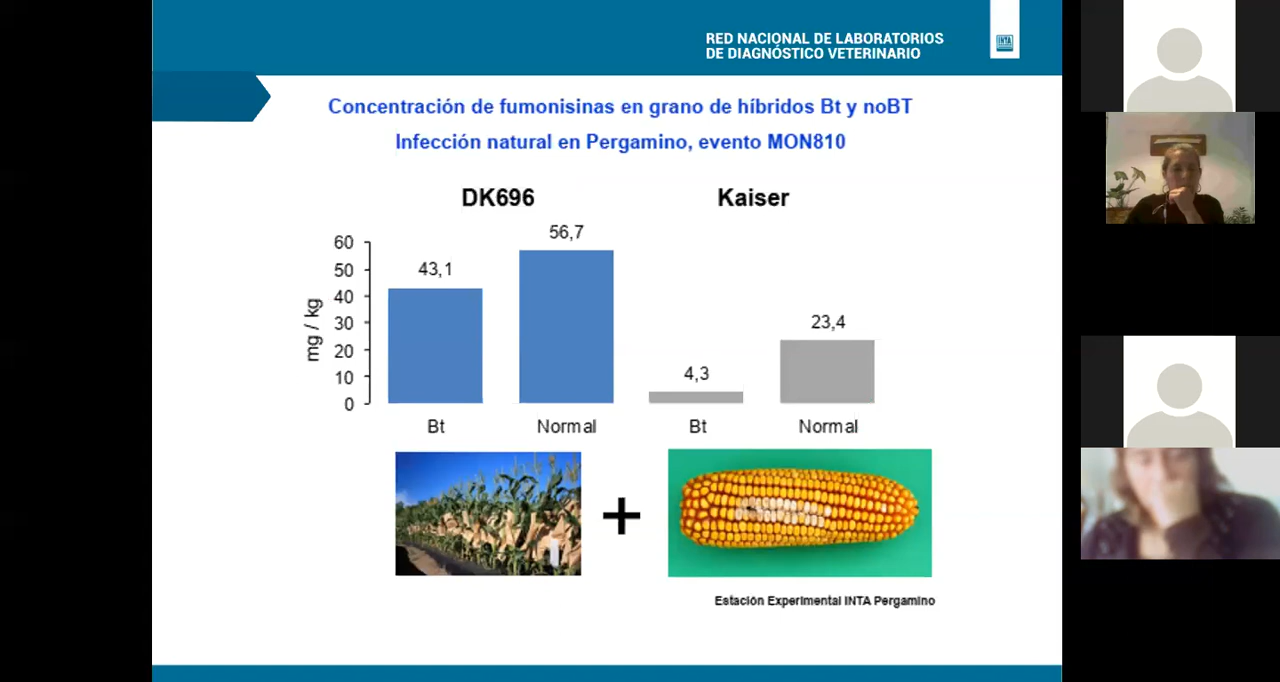 RED NACIONAL DE LABORATORIOS
DE DIAGNÓSTICO VETERINARIO
INTA
Concentración de fumonisinas en grano de híbridos Bt y noBT
Infección natural en Pergamino, evento MON810
DK696
Kaiser
mg / kg
60
50
40
30
20
10
0
43,1
56,7
4,3
23,4
Bt
Normal
Bt
Normal
+
Estación Experimental INTA Pergamino